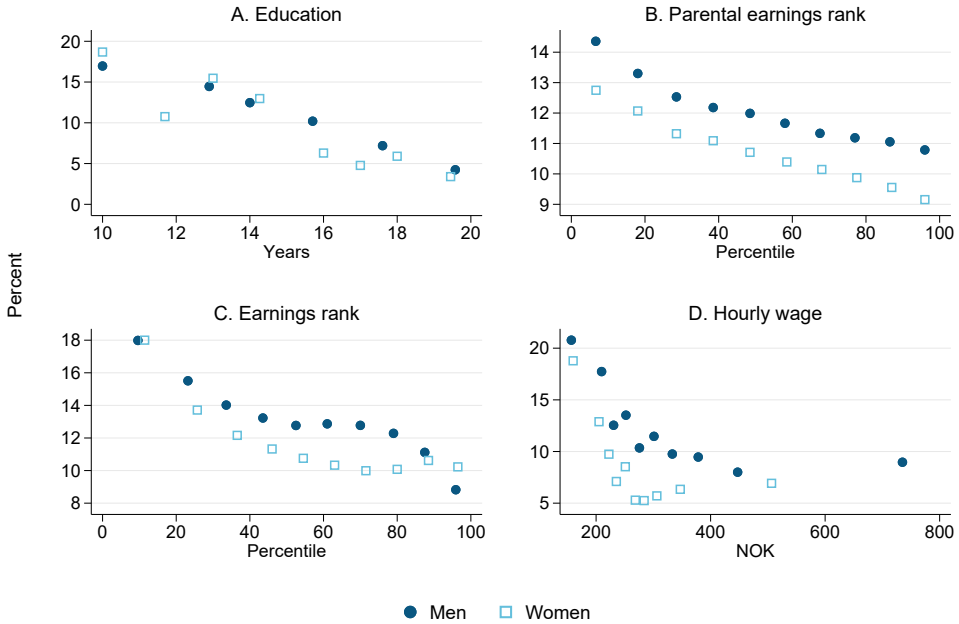 A. Education
B. Parental earnings rank
20
15
10
5
0
14
13
12
11
10
9
10 12 14 16 18 20
0 20 40 60 80 100
Years
Percentile
Percent
C. Earnings rank
D. Hourly wage
18
16
14
12
10
8
20
15
10
5
0 20 40 60 80 100
200 400 600 800
Percentile
NOK
Men Women